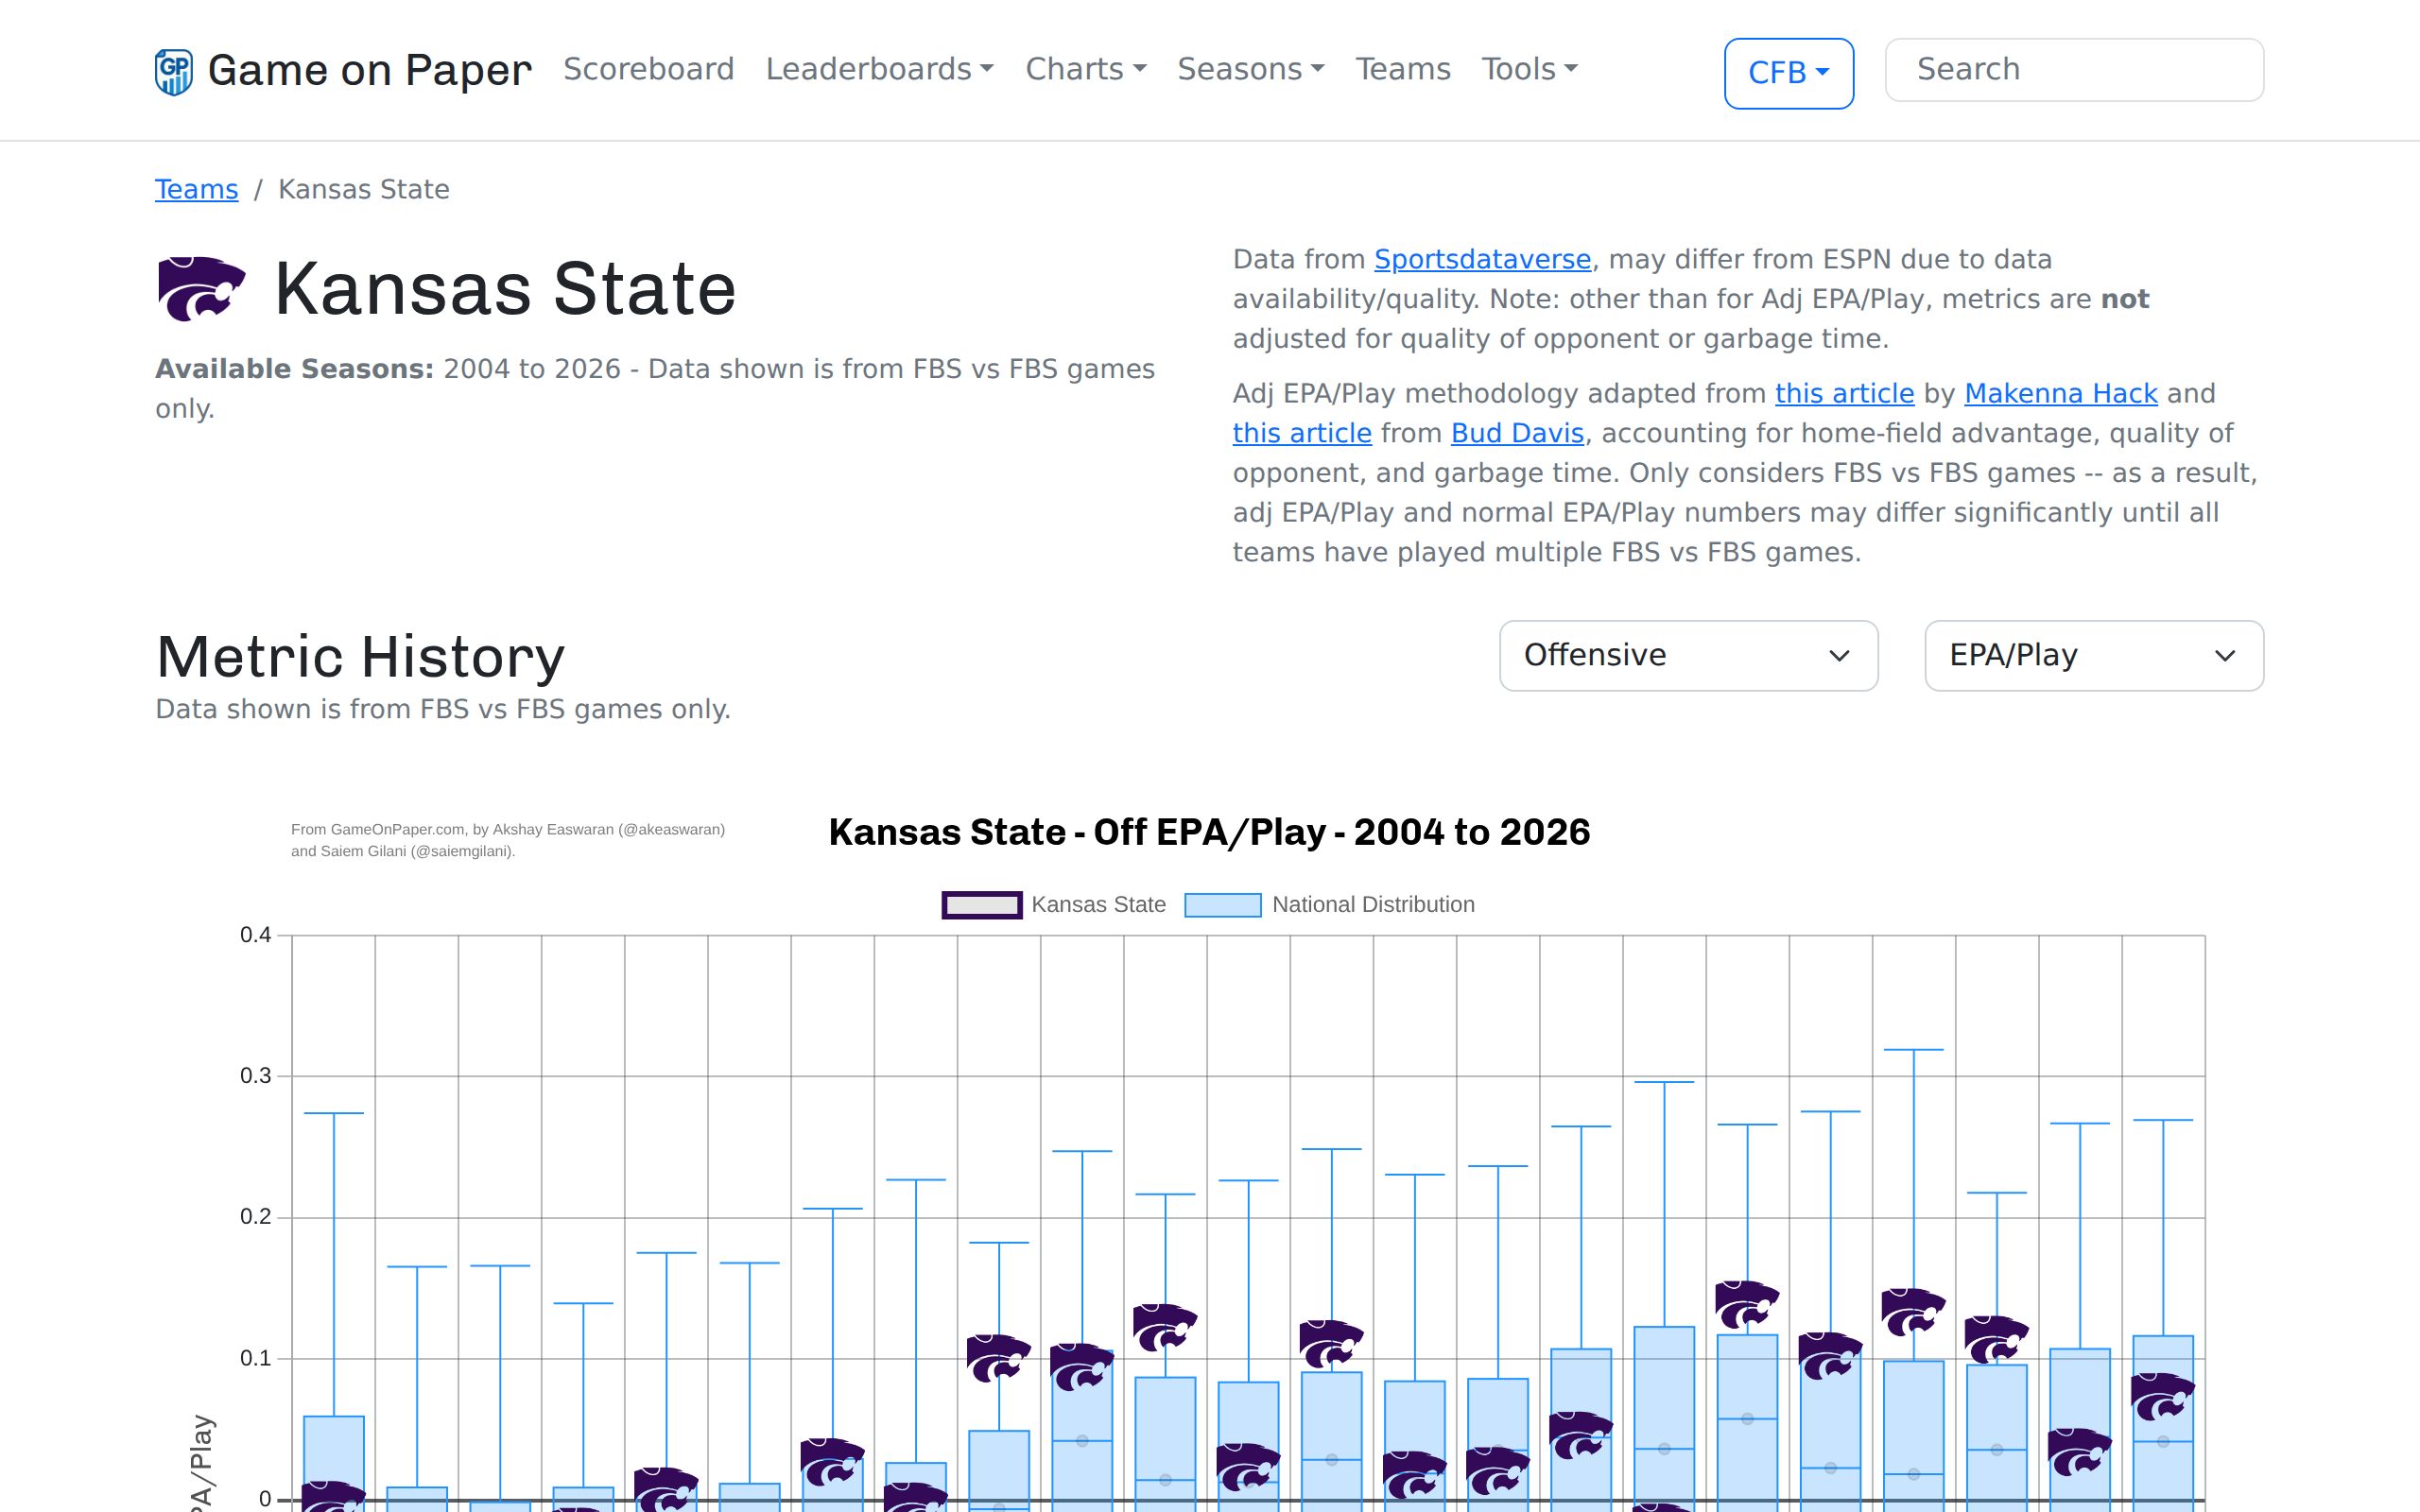 GP Game on Paper Scoreboard Leaderboards Charts Seasons Teams Tools CFB Search
Teams / Kansas State
Kansas State
Available Seasons: 2004 to 2026 - Data shown is from FBS vs FBS games
only.
Data from Sportsdataverse, may differ from ESPN due to data
availability/quality. Note: other than for Adj EPA/Play, metrics are not
adjusted for quality of opponent or garbage time.
Adj EPA/Play methodology adapted from this article by Makenna Hack and
this article from Bud Davis, accounting for home-field advantage, quality of
opponent, and garbage time. Only considers FBS vs FBS games -- as a result,
adj EPA/Play and normal EPA/Play numbers may differ significantly until all
teams have played multiple FBS vs FBS games.
Metric History
Offensive
EPA/Play
Data shown is from FBS vs FBS games only.
From GameOnPaper.com, by Akshay Easwaran (@akeaswaran)
and Saiem Gilani (@saiemgilani).
Kansas State - Off EPA/Play - 2004 to 2026
Kansas State
National Distribution
0.4
0.3
0.2
0.1
0
PA/Play